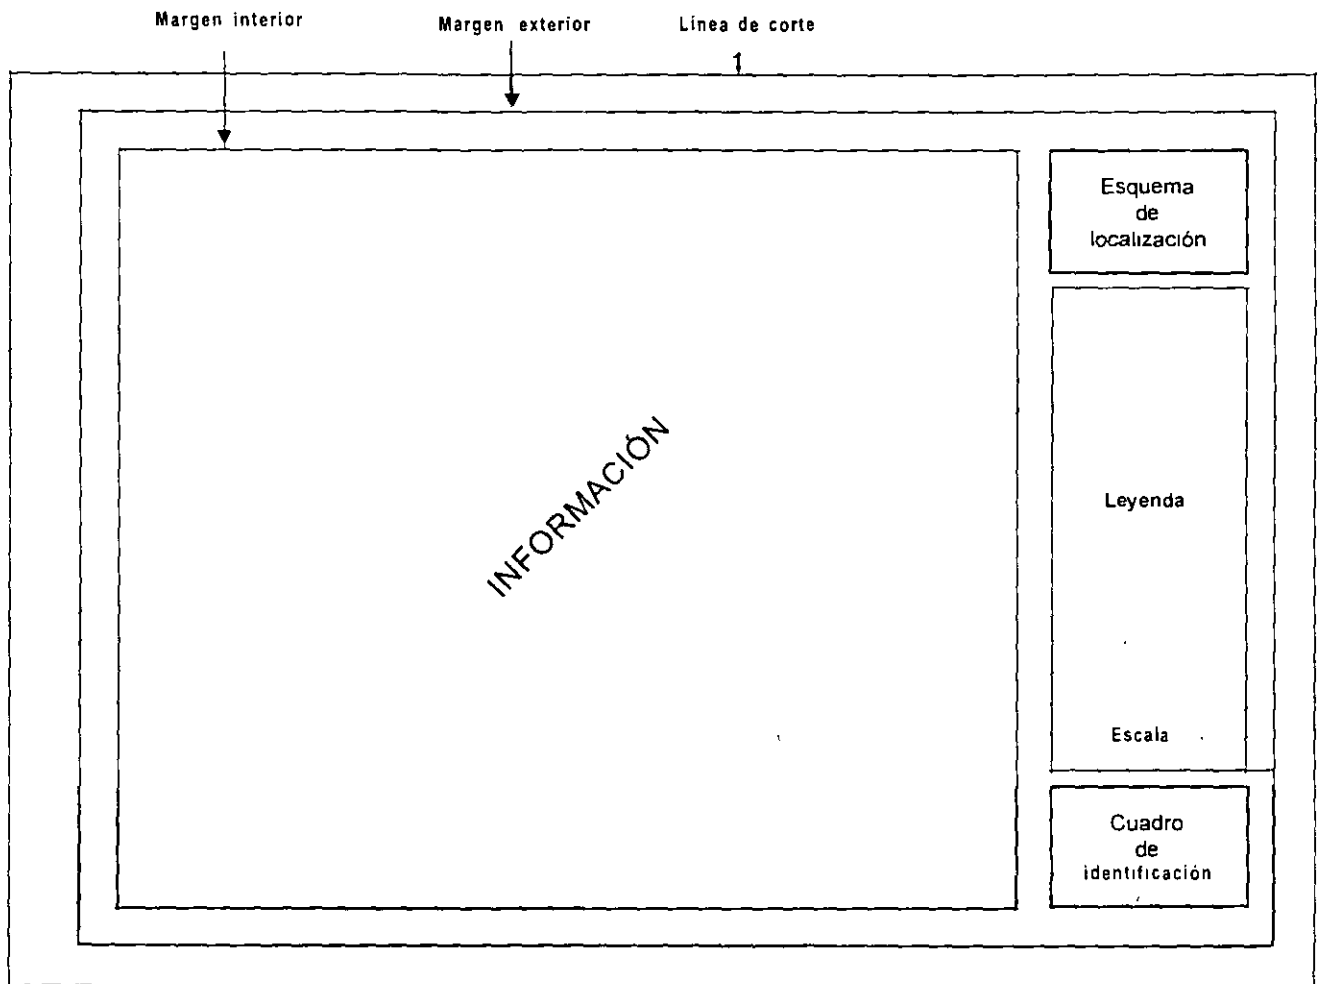 Margen interior
Margen exterior
Línea de corte
1
Esquema
de
localización
INFORMACIÓN
Leyenda
Escala
Cuadro
de
identificación